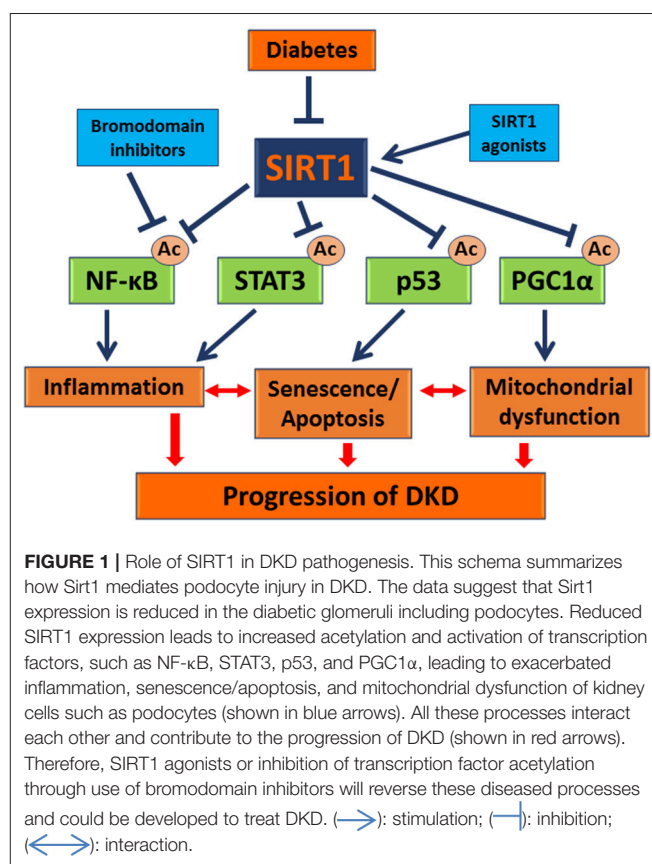 Diabetes
Bromodomain
inhibitors
SIRT1
agonists
SIRT1
Ac
Ac
Ac
Ac
NF-κB
STAT3
p53
PGC1α
Inflammation
Senescence/
Apoptosis
Mitochondrial
dysfunction
Progression of DKD
FIGURE 1 | Role of SIRT1 in DKD pathogenesis. This schema summarizes
how Sirt1 mediates podocyte injury in DKD. The data suggest that Sirt1
expression is reduced in the diabetic glomeruli including podocytes. Reduced
SIRT1 expression leads to increased acetylation and activation of transcription
factors, such as NF-κB, STAT3, p53, and PGC1α, leading to exacerbated
inflammation, senescence/apoptosis, and mitochondrial dysfunction of kidney
cells such as podocytes (shown in blue arrows). All these processes interact
each other and contribute to the progression of DKD (shown in red arrows).
Therefore, SIRT1 agonists or inhibition of transcription factor acetylation
through use of bromodomain inhibitors will reverse these diseased processes
and could be developed to treat DKD. (→): stimulation; (⊣): inhibition;
(↔): interaction.